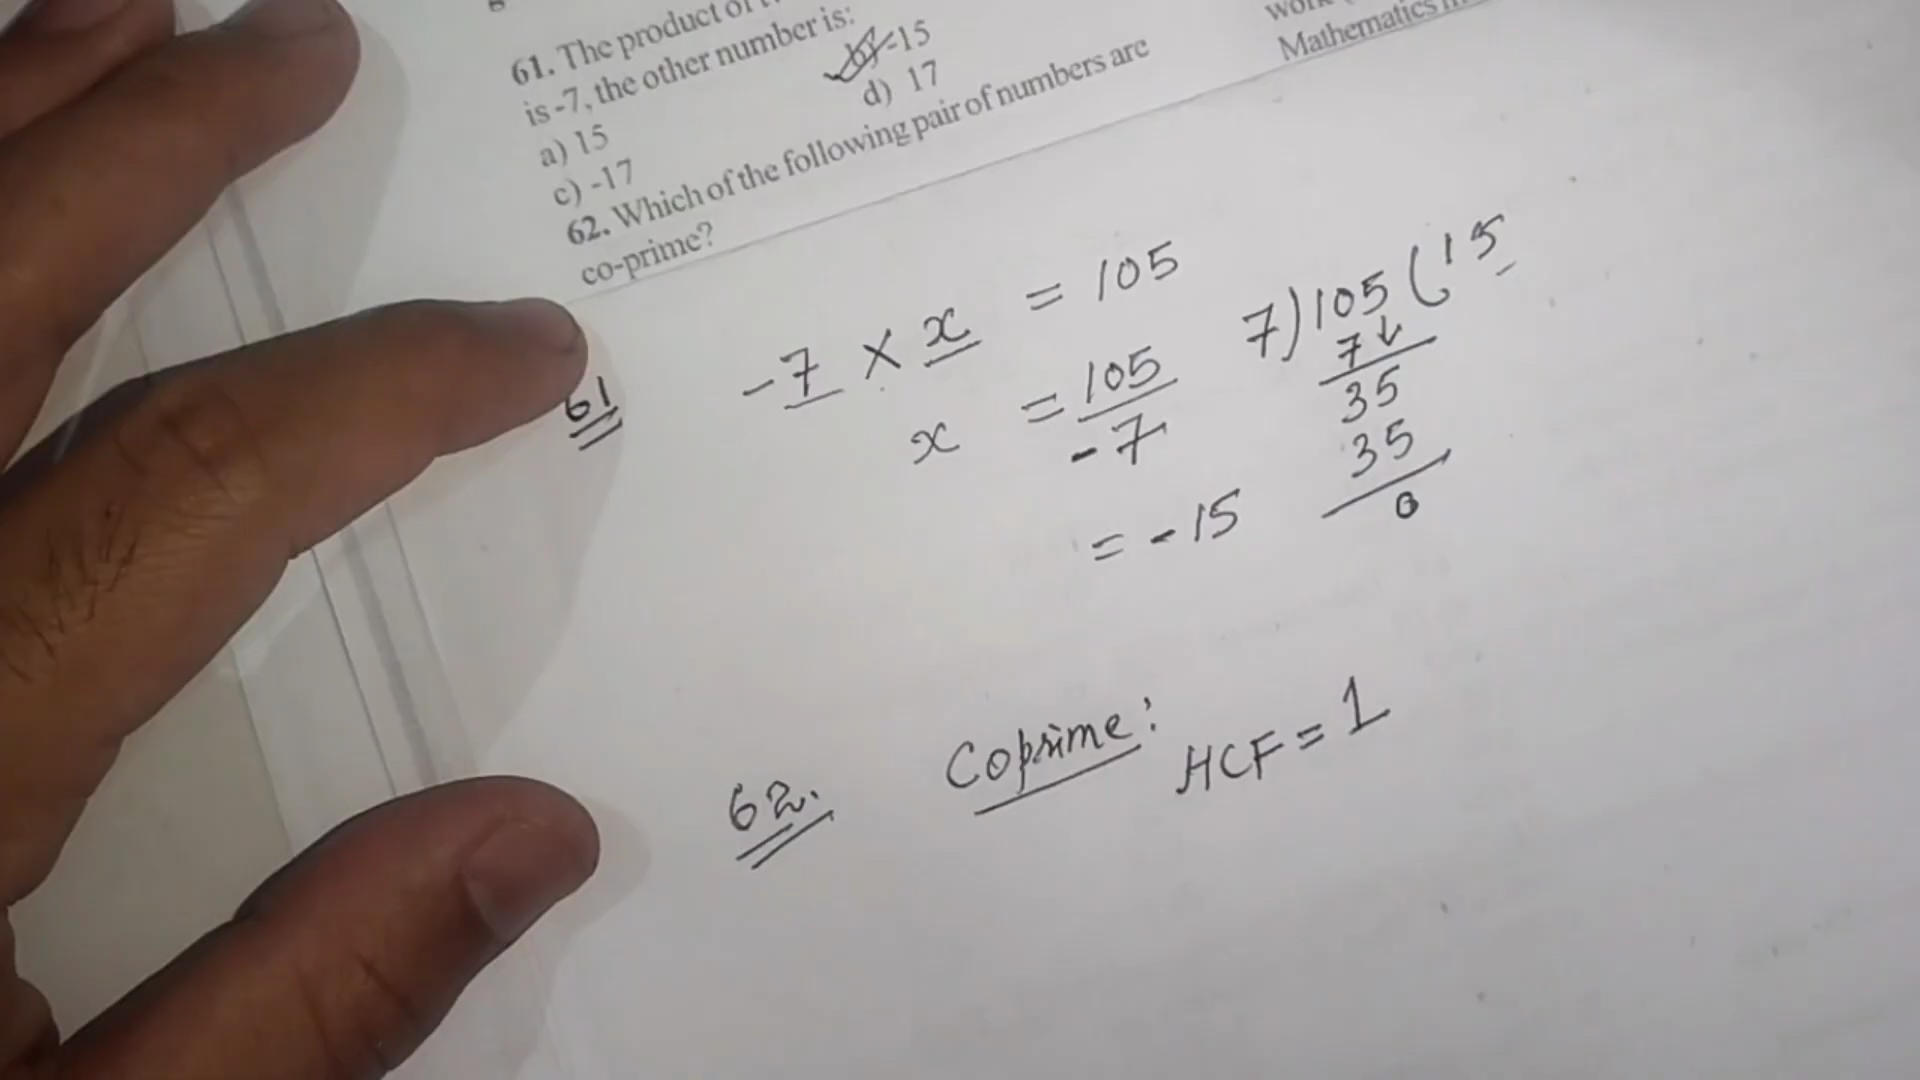 61. The product of
is -7, the other number is:
a) 15
b) -15
c) -17
d) 17
62. Which of the following pair of numbers are
co-prime?
Mathematics
61
-7 × x = 105
x = 105
-7
= -15
7)105(15
7↓
35
35
0
62. Coprime:
HCF = 1